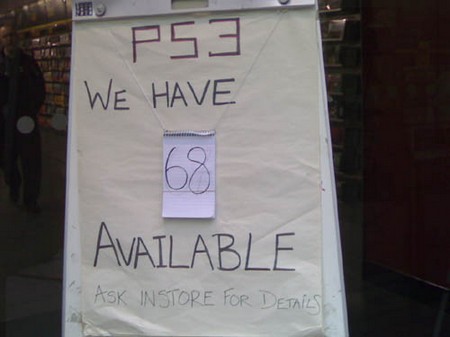 PS3
WE HAVE
68
AVAILABLE
ASK INSTORE FOR DETAILS